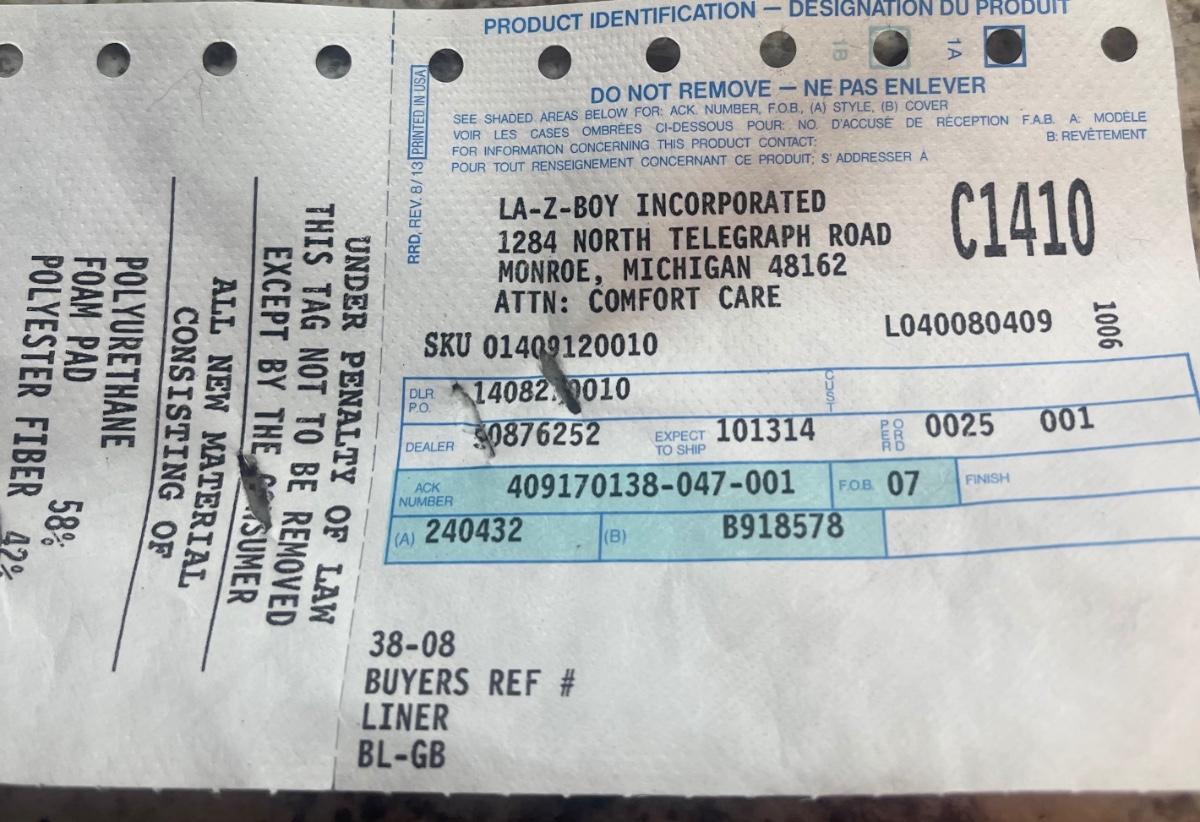 PRODUCT IDENTIFICATION — DESIGNATION DU PRODUIT
1B 1A
DO NOT REMOVE — NE PAS ENLEVER
SEE SHADED AREAS BELOW FOR: ACK. NUMBER, F.O.B., (A) STYLE, (B) COVER
VOIR LES CASES OMBRÉES CI-DESSOUS POUR: NO. D'ACCUSÉ DE RÉCEPTION F.A.B. A: MODÈLE
B: REVÊTEMENT
FOR INFORMATION CONCERNING THIS PRODUCT CONTACT:
POUR TOUT RENSEIGNEMENT CONCERNANT CE PRODUIT; S'ADDRESSER À
RRD, REV. 8/13 PRINTED IN USA
LA-Z-BOY INCORPORATED
1284 NORTH TELEGRAPH ROAD
MONROE, MICHIGAN 48162
ATTN: COMFORT CARE
C1410
SKU 01409120010
L040080409
1006
DLR P.O. 14082 0010 CUST
DEALER 0876252 EXPECT TO SHIP 101314 PERD 0025 001
ACK NUMBER 409170138-047-001 F.O.B. 07 FINISH
(A) 240432 (B) B918578
38-08
BUYERS REF #
LINER
BL-GB
UNDER PENALTY OF LAW
THIS TAG NOT TO BE REMOVED
EXCEPT BY THE CONSUMER
ALL NEW MATERIAL
CONSISTING OF
POLYURETHANE
FOAM PAD 58%
POLYESTER FIBER 42%